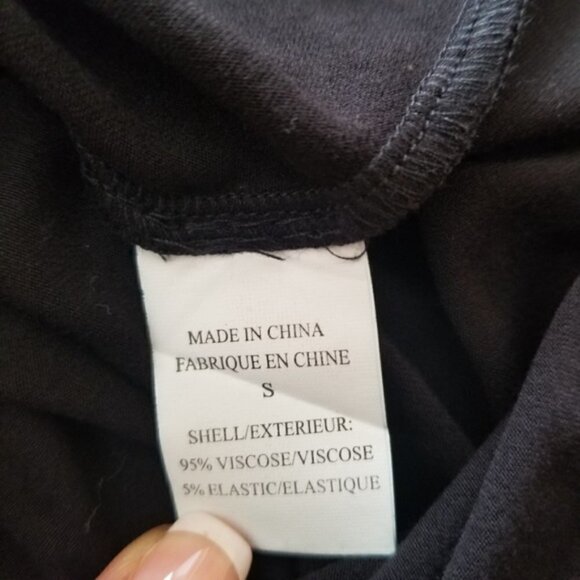 MADE IN CHINA
FABRIQUE EN CHINE
S
SHELL/EXTERIEUR:
95% VISCOSE/VISCOSE
5% ELASTIC/ELASTIQUE